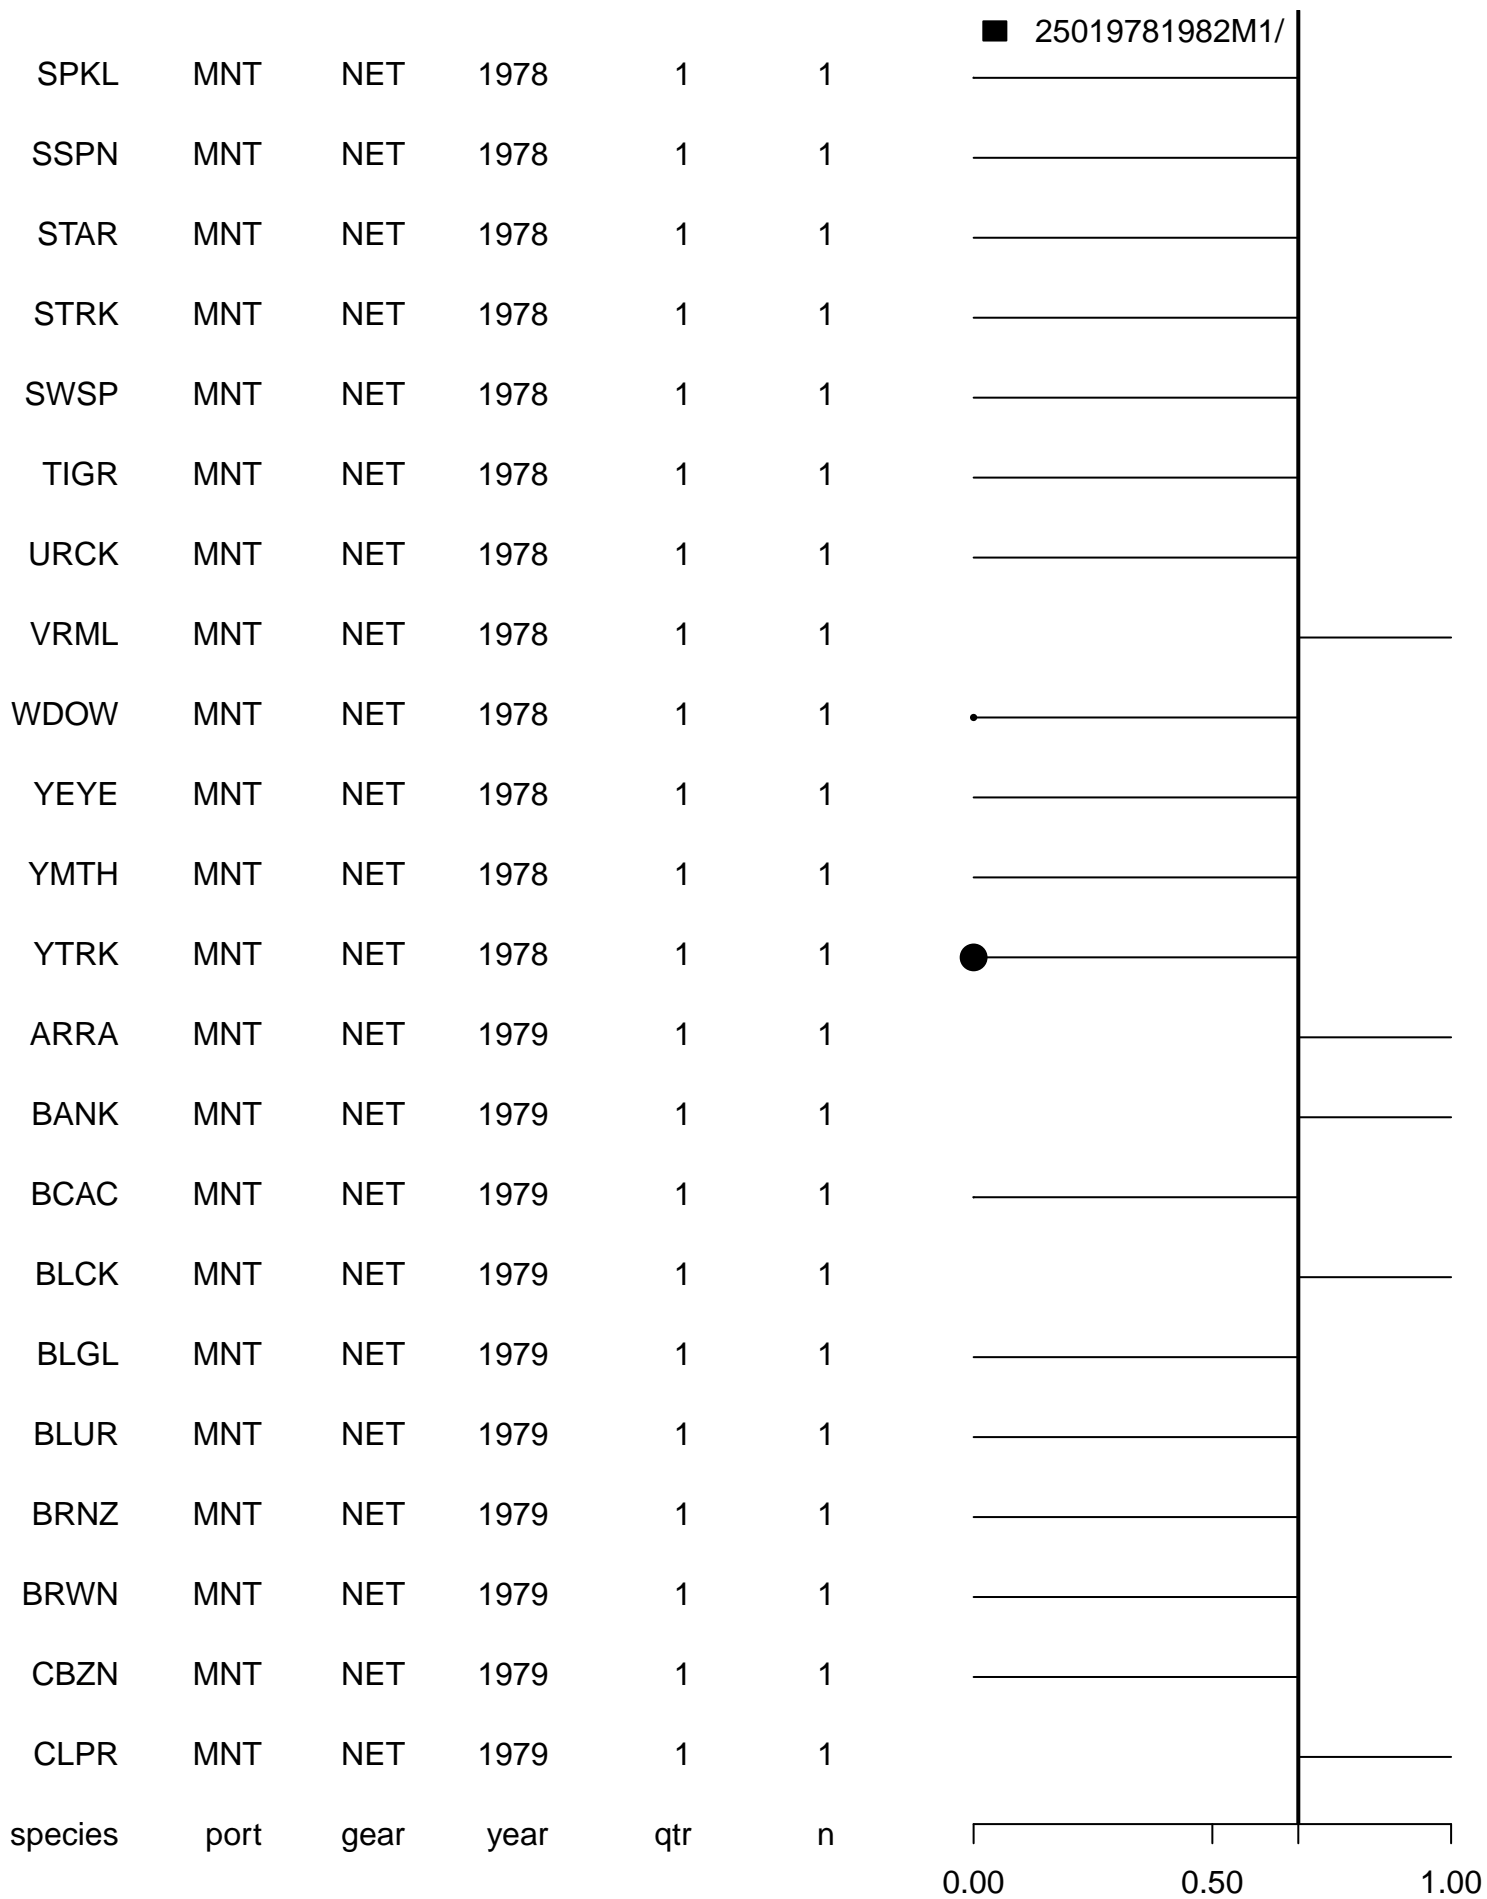 25019781982M1/
SPKL MNT NET 1978 1 1
SSPN MNT NET 1978 1 1
STAR MNT NET 1978 1 1
STRK MNT NET 1978 1 1
SWSP MNT NET 1978 1 1
TIGR MNT NET 1978 1 1
URCK MNT NET 1978 1 1
VRML MNT NET 1978 1 1
WDOW MNT NET 1978 1 1
YEYE MNT NET 1978 1 1
YMTH MNT NET 1978 1 1
YTRK MNT NET 1978 1 1
ARRA MNT NET 1979 1 1
BANK MNT NET 1979 1 1
BCAC MNT NET 1979 1 1
BLCK MNT NET 1979 1 1
BLGL MNT NET 1979 1 1
BLUR MNT NET 1979 1 1
BRNZ MNT NET 1979 1 1
BRWN MNT NET 1979 1 1
CBZN MNT NET 1979 1 1
CLPR MNT NET 1979 1 1
species port gear year qtr n
0.00 0.50 1.00